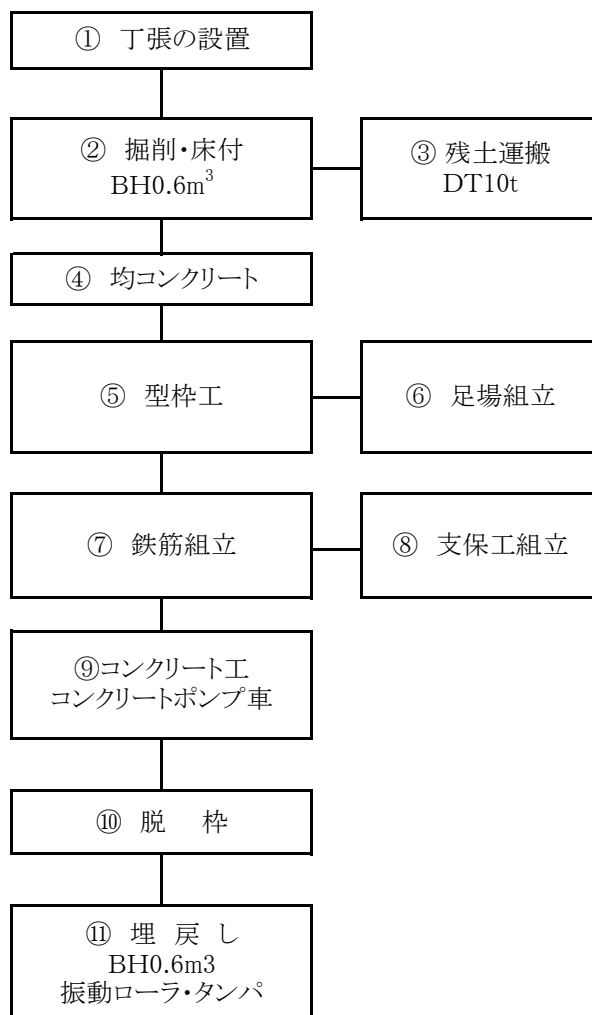 ① 丁張の設置
② 掘削・床付
BH0.6m³
③ 残土運搬
DT10t
④ 均コンクリート
⑤ 型枠工
⑥ 足場組立
⑦ 鉄筋組立
⑧ 支保工組立
⑨コンクリート工
コンクリートポンプ車
⑩ 脱 枠
⑪ 埋 戻 し
BH0.6m3
振動ローラ・タンパ